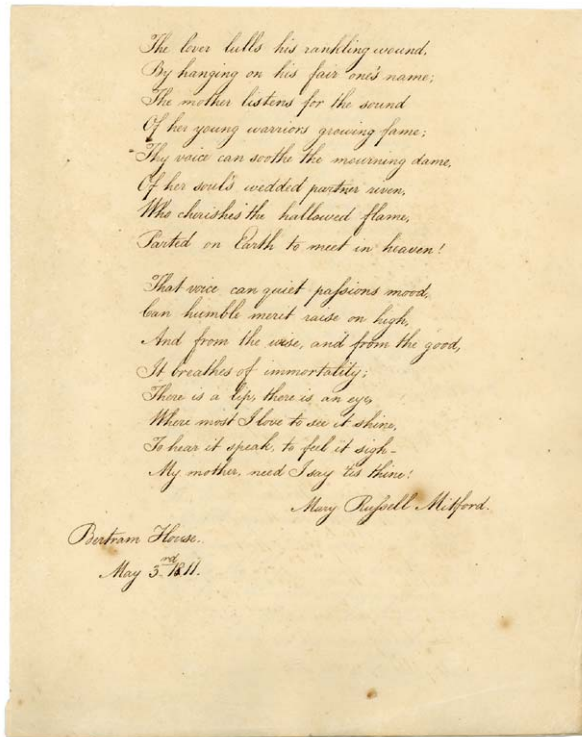 The lover lulls his rankling wound,
By hanging on his fair one's name;
The mother listens for the sound
Of her young warriors growing fame;
Thy voice can soothe the mourning dame,
Of her soul's wedded partner riven,
Who cherishes the hallowed flame,
Parted on Earth to meet in heaven!
That voice can quiet passions mood,
Can humble merit raise on high,
And from the wise, and from the good,
It breathes of immortality;
There is a lip, there is an eye,
Where most I love to see it shine,
To hear it speak, to feel it sigh-
My mother, need I say 'tis thine!
Mary Russell Mitford.
Bertram House.
May 3rd 1811.